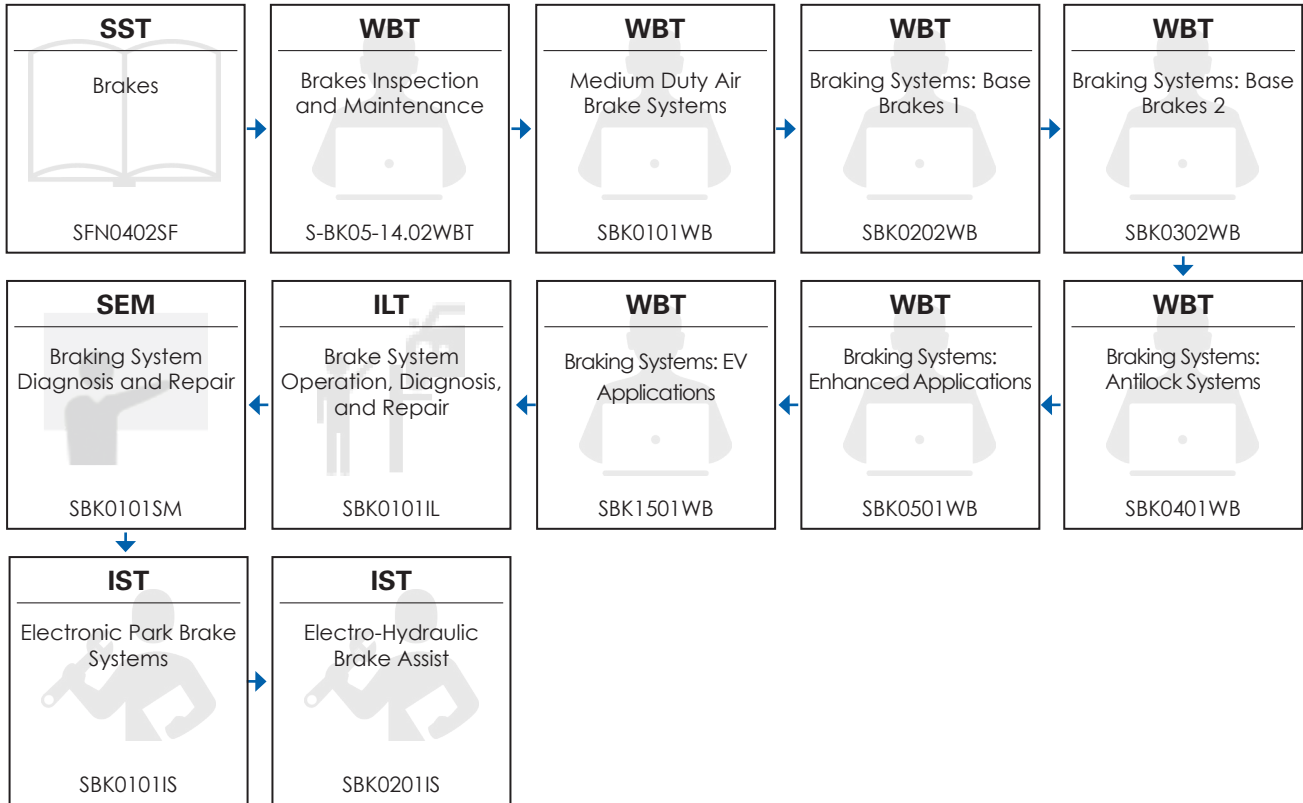 SST
Brakes
SFN0402SF
WBT
Brakes Inspection
and Maintenance
S-BK05-14.02WBT
WBT
Medium Duty Air
Brake Systems
SBK0101WB
WBT
Braking Systems: Base
Brakes 1
SBK0202WB
WBT
Braking Systems: Base
Brakes 2
SBK0302WB
WBT
Braking Systems:
Antilock Systems
SBK0401WB
WBT
Braking Systems:
Enhanced Applications
SBK0501WB
WBT
Braking Systems: EV
Applications
SBK1501WB
ILT
Brake System
Operation, Diagnosis,
and Repair
SBK0101IL
SEM
Braking System
Diagnosis and Repair
SBK0101SM
IST
Electronic Park Brake
Systems
SBK0101IS
IST
Electro-Hydraulic
Brake Assist
SBK0201IS